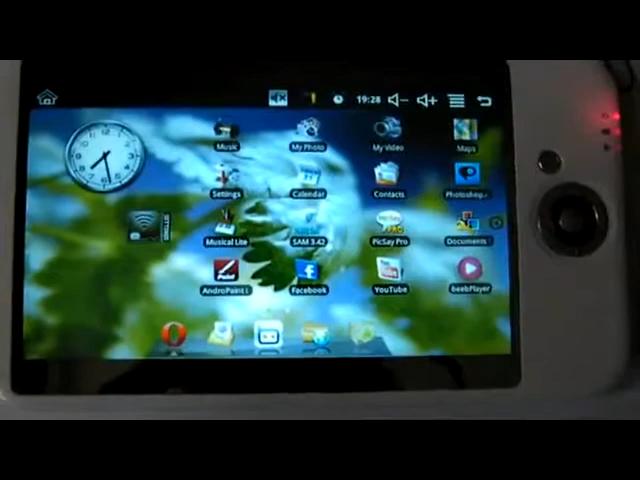 19:28
Music My Photo My Video Maps
Settings Calendar Contacts Photoshop..
Musical Lite SAM 3.42 PicSay Pro Documents
AndroPaint L Facebook YouTube beebPlayer